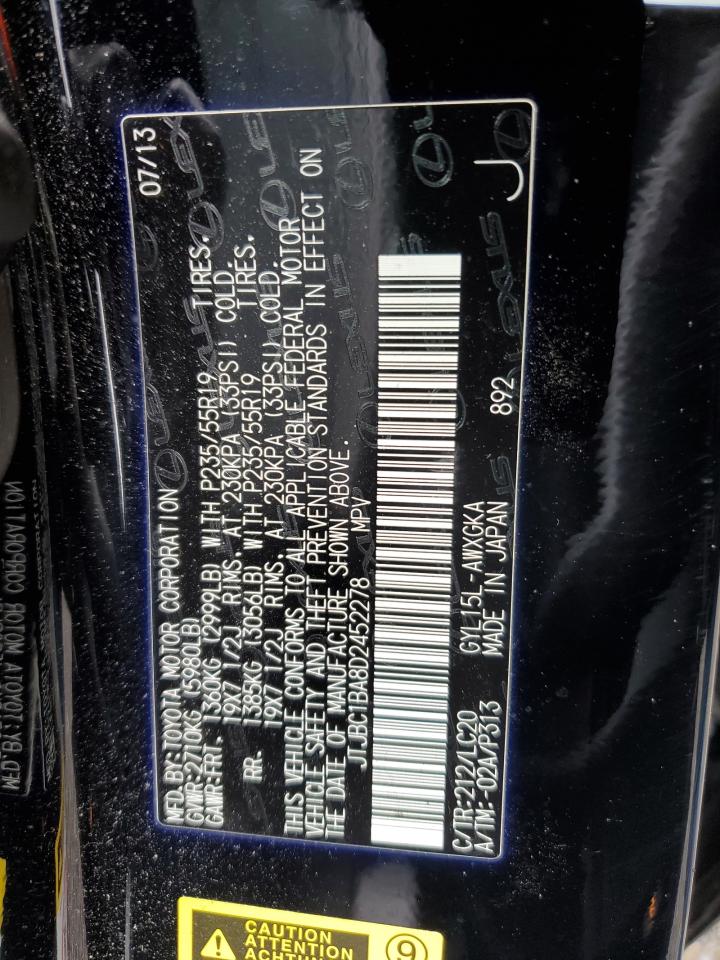 MFD.BY:TOYOTA MOTOR CORPORATION 07/13
GVWR:2710KG (5980LB)
GAWR:FRT. 1360KG (2999LB) WITH P235/55R19 TIRES,
19X7 1/2J RIMS, AT 230KPA (33PSI) COLD
RR. 1385KG (3056LB) WITH P235/55R19 TIRES.
19X7 1/2J RIMS, AT 230KPA (33PSI) COLD.
THIS VEHICLE CONFORMS TO ALL APPLICABLE FEDERAL MOTOR
VEHICLE SAFETY AND THEFT PREVENTION STANDARDS IN EFFECT ON
THE DATE OF MANUFACTURE SHOWN ABOVE.
JTJBC1BA8D2452278 MPV
C/TR:212/LC20 GYL15L-AWXGKA 892
A/TM:-02A/P313 MADE IN JAPAN J
LEXUS
CAUTION
ATTENTION